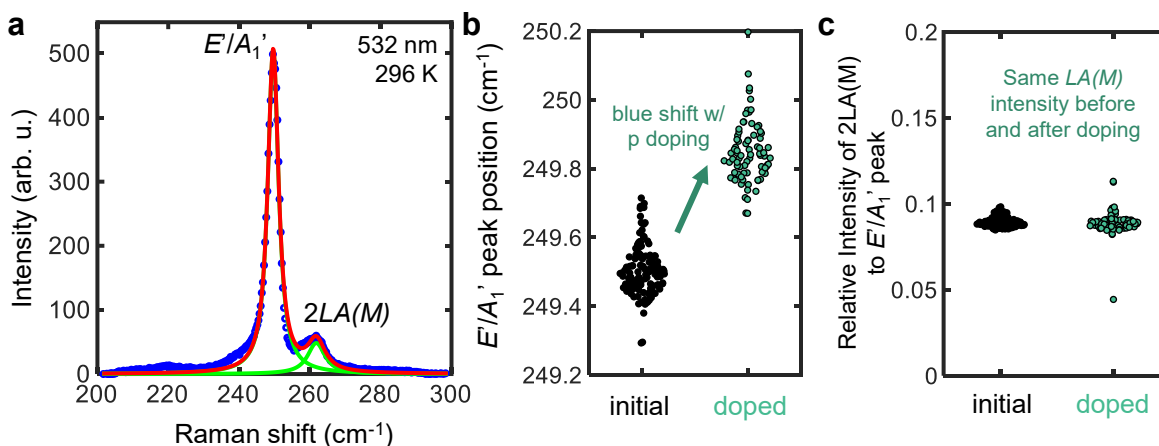 a
E'/A1'
532 nm
296 K
2LA(M)
Intensity (arb. u.)
500
400
300
200
100
0
200
220
240
260
280
300
Raman shift (cm-1)
b
E'/A1' peak position (cm-1)
250.2
250
249.8
249.6
249.4
249.2
blue shift w/
p doping
initial
doped
c
Relative Intensity of 2LA(M)
to E'/A1' peak
0.2
0.15
0.1
0.05
0
Same LA(M)
intensity before
and after doping
initial
doped